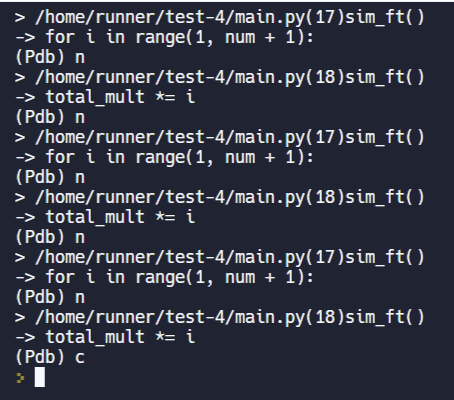 > /home/runner/test-4/main.py(17)sim_ft()
-> for i in range(1, num + 1):
(Pdb) n
> /home/runner/test-4/main.py(18)sim_ft()
-> total_mult *= i
(Pdb) n
> /home/runner/test-4/main.py(17)sim_ft()
-> for i in range(1, num + 1):
(Pdb) n
> /home/runner/test-4/main.py(18)sim_ft()
-> total_mult *= i
(Pdb) n
> /home/runner/test-4/main.py(17)sim_ft()
-> for i in range(1, num + 1):
(Pdb) n
> /home/runner/test-4/main.py(18)sim_ft()
-> total_mult *= i
(Pdb) c
>